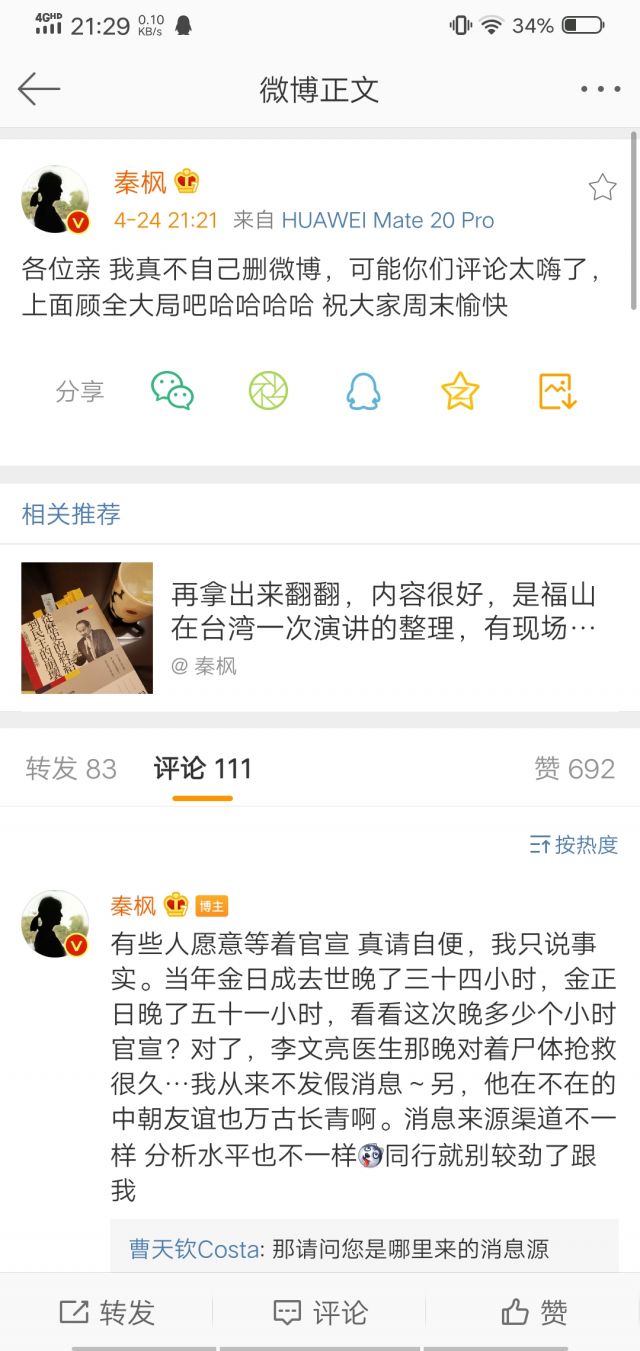 4GHD 21:29 0.10 KB/s 34%
微博正文
秦枫
4-24 21:21 来自 HUAWEI Mate 20 Pro
各位亲 我真不自己删微博，可能你们评论太嗨了，
上面顾全大局吧哈哈哈哈 祝大家周末愉快
分享
相关推荐
再拿出来翻翻，内容很好，是福山
在台湾一次演讲的整理，有现场…
@ 秦枫
从歷史的終結
到民主的崩壞
转发 83 评论 111 赞 692
按热度
秦枫 博主
有些人愿意等着官宣 真请自便，我只说事
实。当年金日成去世晚了三十四小时，金正
日晚了五十一小时，看看这次晚多少个小时
官宣？对了，李文亮医生那晚对着尸体抢救
很久…我从来不发假消息～另，他在不在的
中朝友谊也万古长青啊。消息来源渠道不一
样 分析水平也不一样同行就别较劲了跟
我
曹天钦Costa: 那请问您是哪里来的消息源
转发 评论 赞